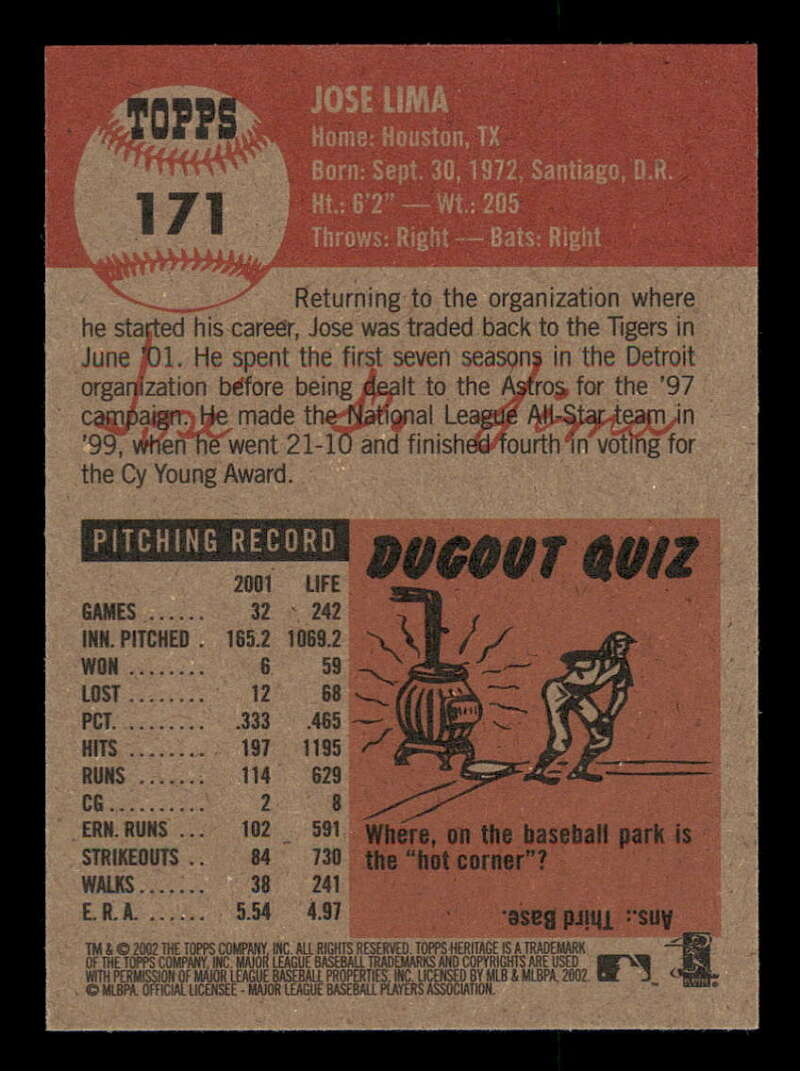 TOPPS
171
JOSE LIMA
Home: Houston, TX
Born: Sept. 30, 1972, Santiago, D.R.
Ht.: 6'2" — Wt.: 205
Throws: Right — Bats: Right
Returning to the organization where
he started his career, Jose was traded back to the Tigers in
June '01. He spent the first seven seasons in the Detroit
organization before being dealt to the Astros for the '97
campaign. He made the National League All-Star team in
'99, when he went 21-10 and finished fourth in voting for
the Cy Young Award.
Jose D. Lima
PITCHING RECORD
2001 LIFE
GAMES ...... 32 242
INN. PITCHED . 165.2 1069.2
WON ........ 6 59
LOST ........ 12 68
PCT. ........ .333 .465
HITS ........ 197 1195
RUNS ....... 114 629
CG .......... 2 8
ERN. RUNS ... 102 591
STRIKEOUTS .. 84 730
WALKS ....... 38 241
E. R. A. ...... 5.54 4.97
DUGOUT QUIZ
Where, on the baseball park is
the "hot corner"?
Ans.: Third Base.
TM & © 2002 THE TOPPS COMPANY, INC. ALL RIGHTS RESERVED. TOPPS HERITAGE IS A TRADEMARK
OF THE TOPPS COMPANY, INC. MAJOR LEAGUE BASEBALL TRADEMARKS AND COPYRIGHTS ARE USED
WITH PERMISSION OF MAJOR LEAGUE BASEBALL PROPERTIES, INC. LICENSED BY MLB & MLBPA, 2002
© MLBPA. OFFICIAL LICENSEE - MAJOR LEAGUE BASEBALL PLAYERS ASSOCIATION.